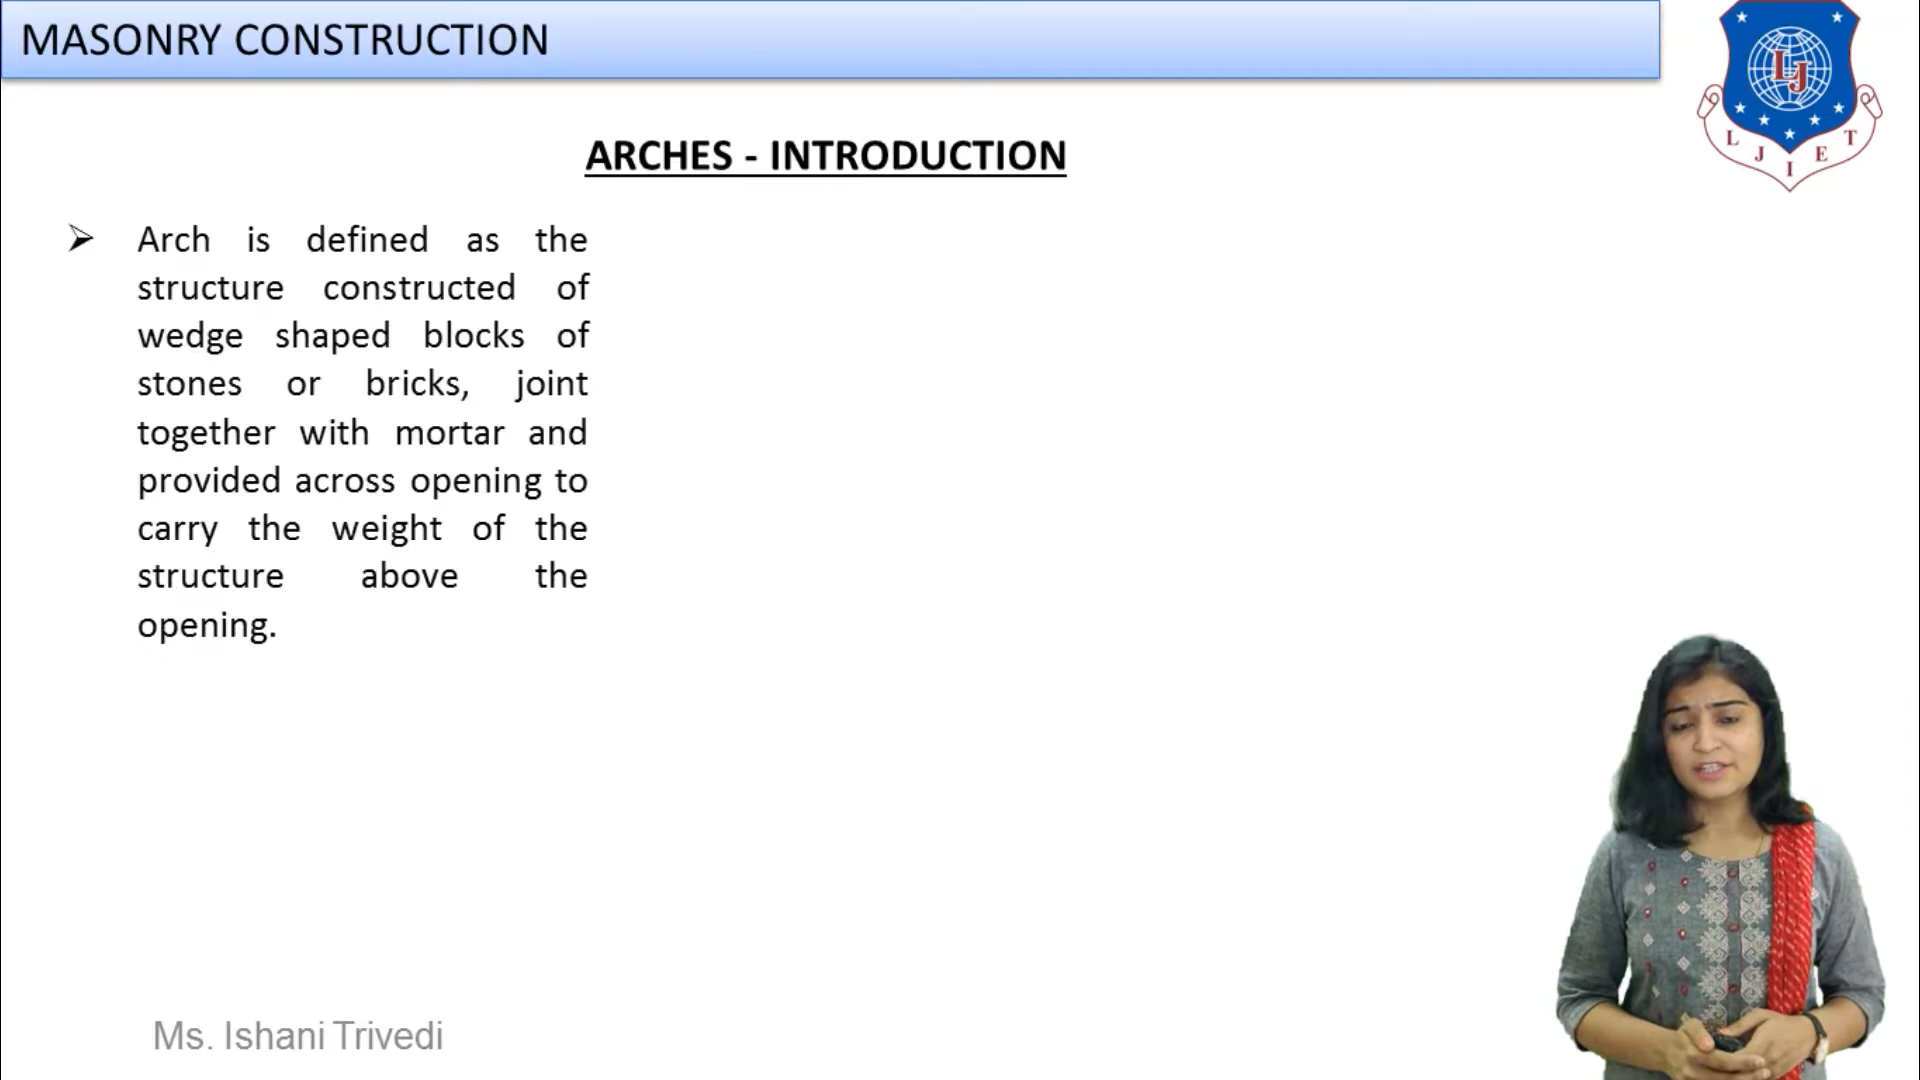 MASONRY CONSTRUCTION
LJ
L J I E T
ARCHES - INTRODUCTION
➢ Arch is defined as the
structure constructed of
wedge shaped blocks of
stones or bricks, joint
together with mortar and
provided across opening to
carry the weight of the
structure above the
opening.
Ms. Ishani Trivedi